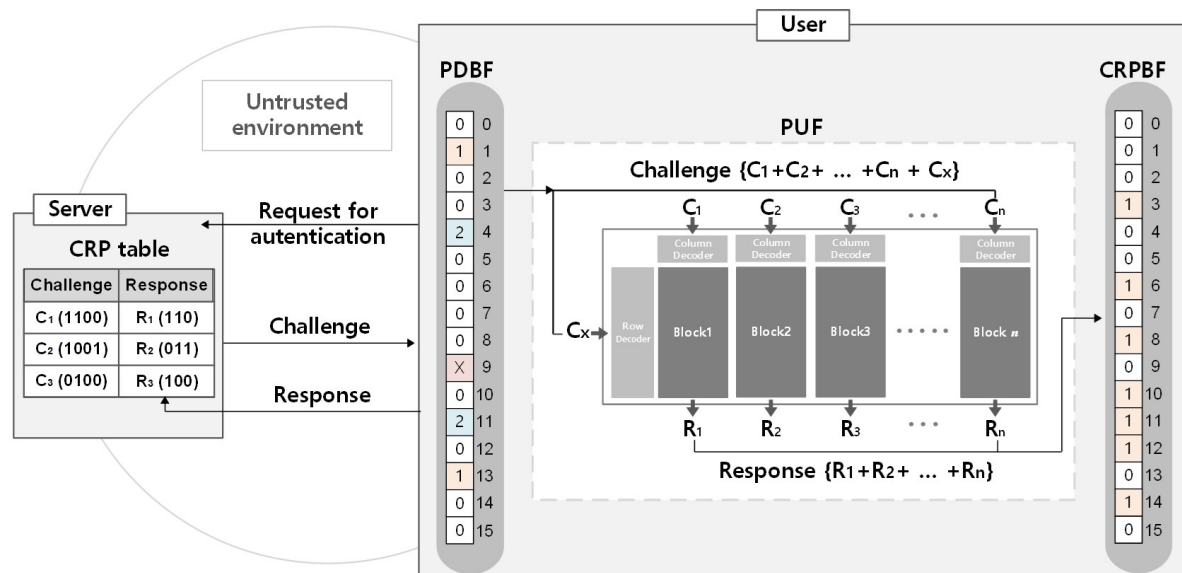 User
PDBF
CRPBF
Untrusted
environment
PUF
Challenge {C1+C2+ ... +Cn + Cx}
Server
CRP table
Challenge Response
C1 (1100) R1 (110)
C2 (1001) R2 (011)
C3 (0100) R3 (100)
Request for
autentication
Challenge
Response
0 0
1 1
0 2
0 3
2 4
0 5
0 6
0 7
0 8
X 9
0 10
2 11
0 12
1 13
0 14
0 15
C1 C2 C3 ... Cn
Column
Decoder
Column
Decoder
Column
Decoder
Column
Decoder
Cx
Row
Decoder
Block1 Block2 Block3 ..... Block n
R1 R2 R3 ... Rn
Response {R1+R2+ ... +Rn}
0 0
0 1
0 2
1 3
0 4
0 5
1 6
0 7
1 8
0 9
1 10
1 11
1 12
0 13
1 14
0 15